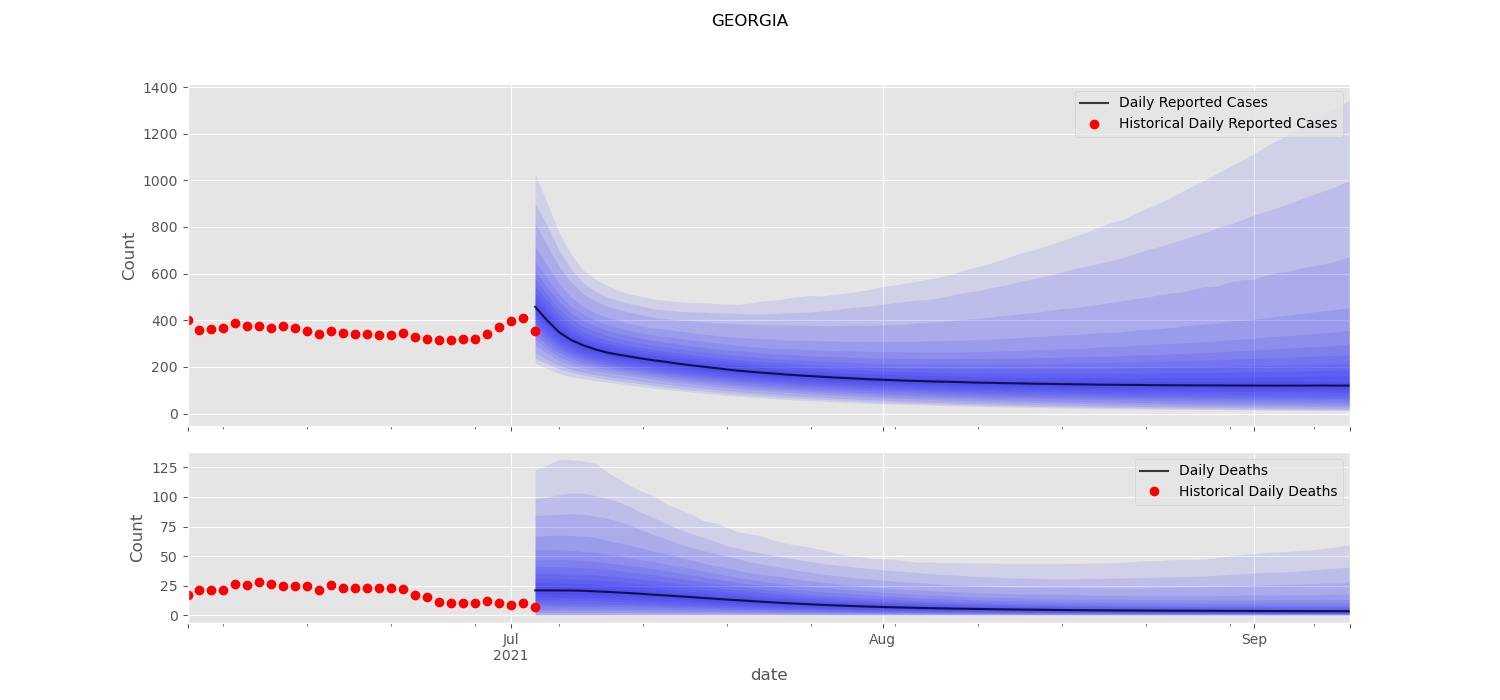 GEORGIA
1400
1200
1000
800
600
400
200
0
Count
Daily Reported Cases
Historical Daily Reported Cases
125
100
75
50
25
0
Count
Daily Deaths
Historical Daily Deaths
Jul
2021
Aug
Sep
date